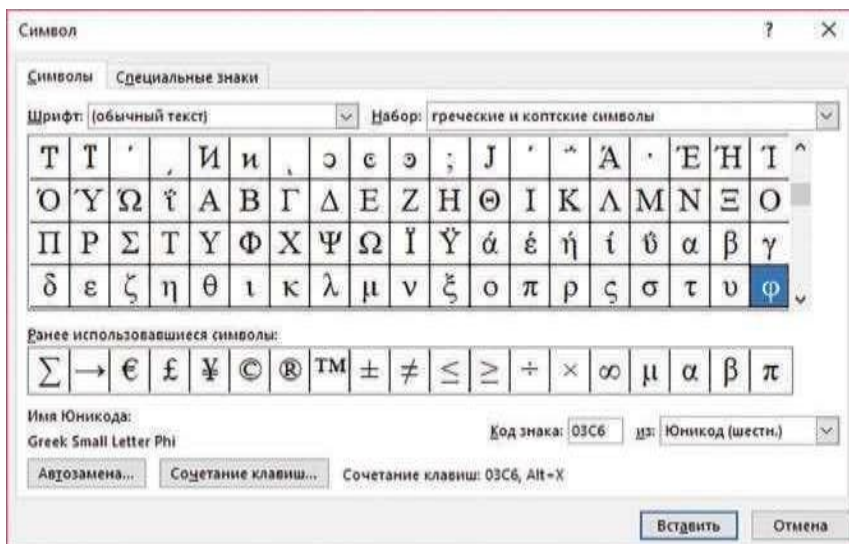 Символ ? ×
Символы Специальные знаки
Шрифт: (обычный текст) Набор: греческие и коптские символы
Ͳ ͳ ʹ ͵ Ͷ ͷ ͺ ͻ ͼ ͽ ; Ϳ ΄ ΅ Ά · Έ Ή Ί
Ό Ύ Ώ ΐ Α Β Γ Δ Ε Ζ Η Θ Ι Κ Λ Μ Ν Ξ Ο
Π Ρ Σ Τ Υ Φ Χ Ψ Ω Ϊ Ϋ ά έ ή ί ΰ α β γ
δ ε ζ η θ ι κ λ μ ν ξ ο π ρ ς σ τ υ φ
Ранее использовавшиеся символы:
∑ → € £ ¥ © ® ™ ± ≠ ≤ ≥ ÷ × ∞ µ α β π
Имя Юникода:
Greek Small Letter Phi
Код знака: 03C6 из: Юникод (шестн.)
Автозамена... Сочетание клавиш... Сочетание клавиш: 03C6, Alt+X
Вставить Отмена